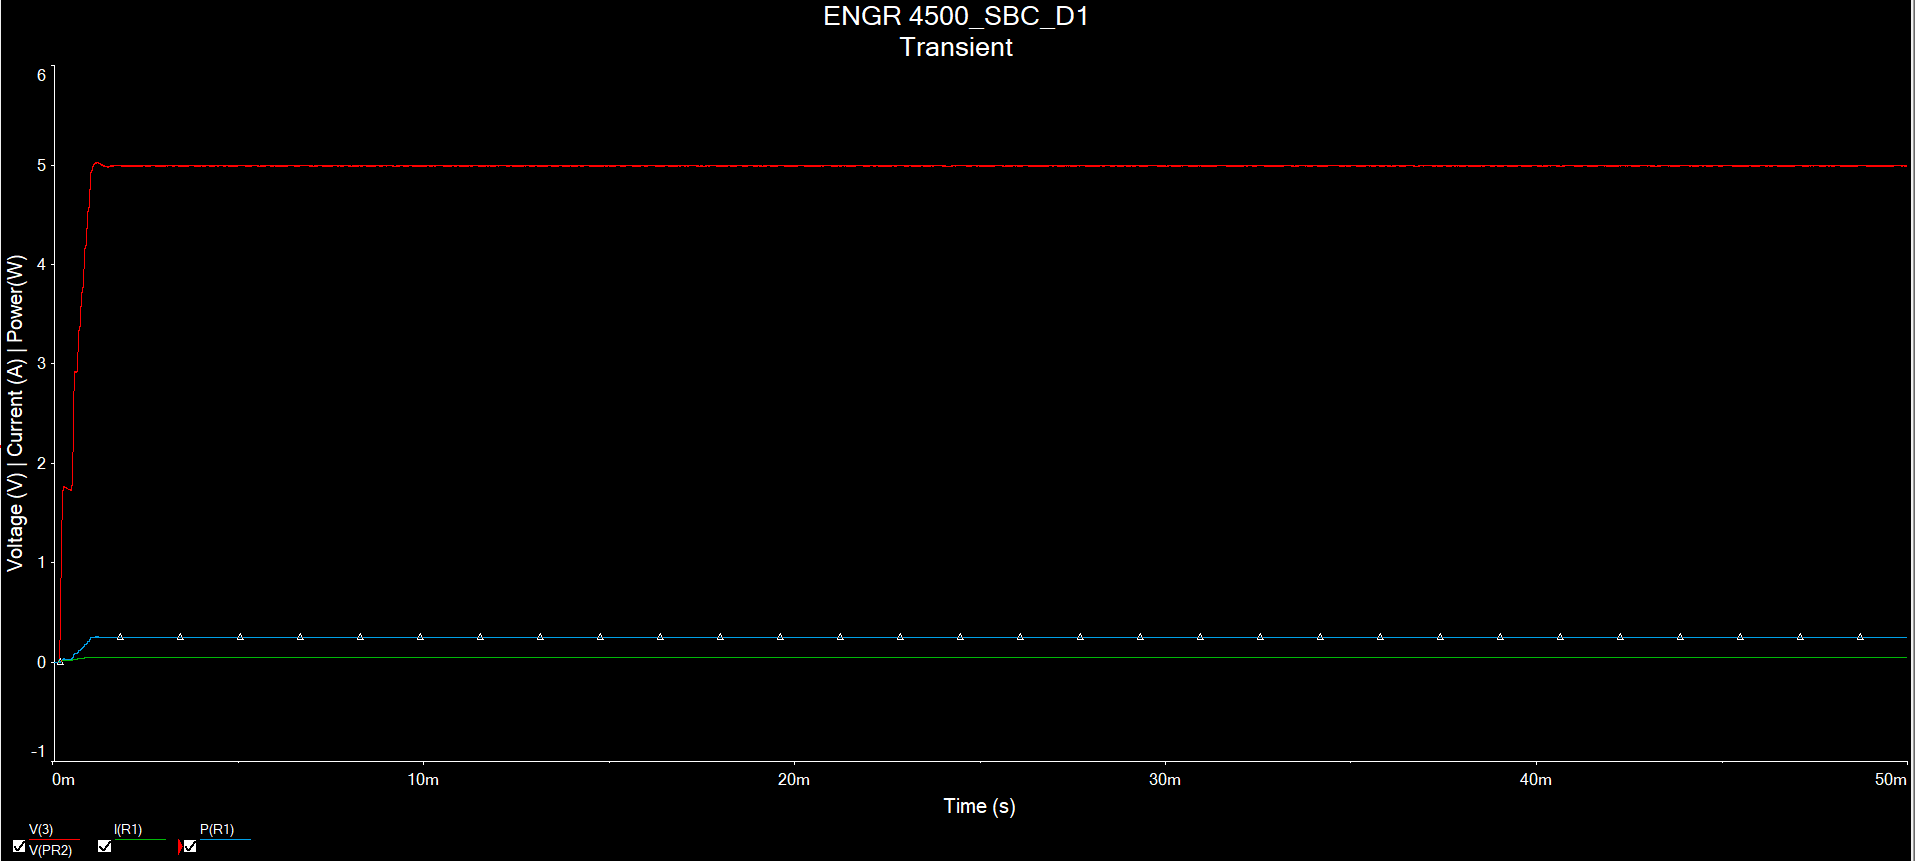 ENGR 4500_SBC_D1
Transient
Voltage (V) | Current (A) | Power(W)
6
5
4
3
2
1
0
-1
0m 10m 20m 30m 40m 50m
Time (s)
V(3) I(R1) P(R1)
V(PR2)